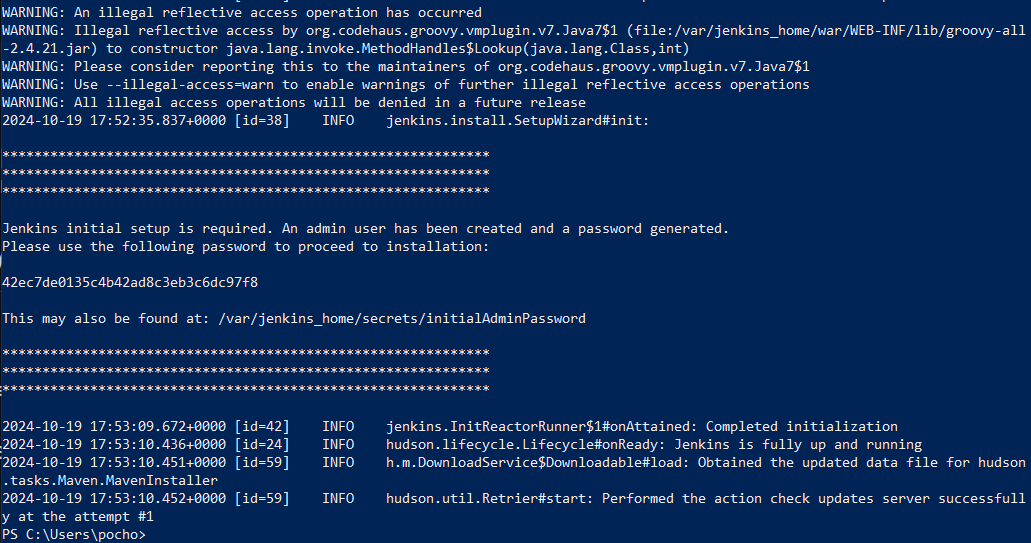 WARNING: An illegal reflective access operation has occurred
WARNING: Illegal reflective access by org.codehaus.groovy.vmplugin.v7.Java7$1 (file:/var/jenkins_home/war/WEB-INF/lib/groovy-all
-2.4.21.jar) to constructor java.lang.invoke.MethodHandles$Lookup(java.lang.Class,int)
WARNING: Please consider reporting this to the maintainers of org.codehaus.groovy.vmplugin.v7.Java7$1
WARNING: Use --illegal-access=warn to enable warnings of further illegal reflective access operations
WARNING: All illegal access operations will be denied in a future release
2024-10-19 17:52:35.837+0000 [id=38]    INFO    jenkins.install.SetupWizard#init:
*************************************************************
*************************************************************
*************************************************************
Jenkins initial setup is required. An admin user has been created and a password generated.
Please use the following password to proceed to installation:
42ec7de0135c4b42ad8c3eb3c6dc97f8
This may also be found at: /var/jenkins_home/secrets/initialAdminPassword
*************************************************************
*************************************************************
*************************************************************
2024-10-19 17:53:09.672+0000 [id=42]    INFO    jenkins.InitReactorRunner$1#onAttained: Completed initialization
2024-10-19 17:53:10.436+0000 [id=24]    INFO    hudson.lifecycle.Lifecycle#onReady: Jenkins is fully up and running
2024-10-19 17:53:10.451+0000 [id=59]    INFO    h.m.DownloadService$Downloadable#load: Obtained the updated data file for hudson
.tasks.Maven.MavenInstaller
2024-10-19 17:53:10.452+0000 [id=59]    INFO    hudson.util.Retrier#start: Performed the action check updates server successfull
y at the attempt #1
PS C:\Users\pocho>